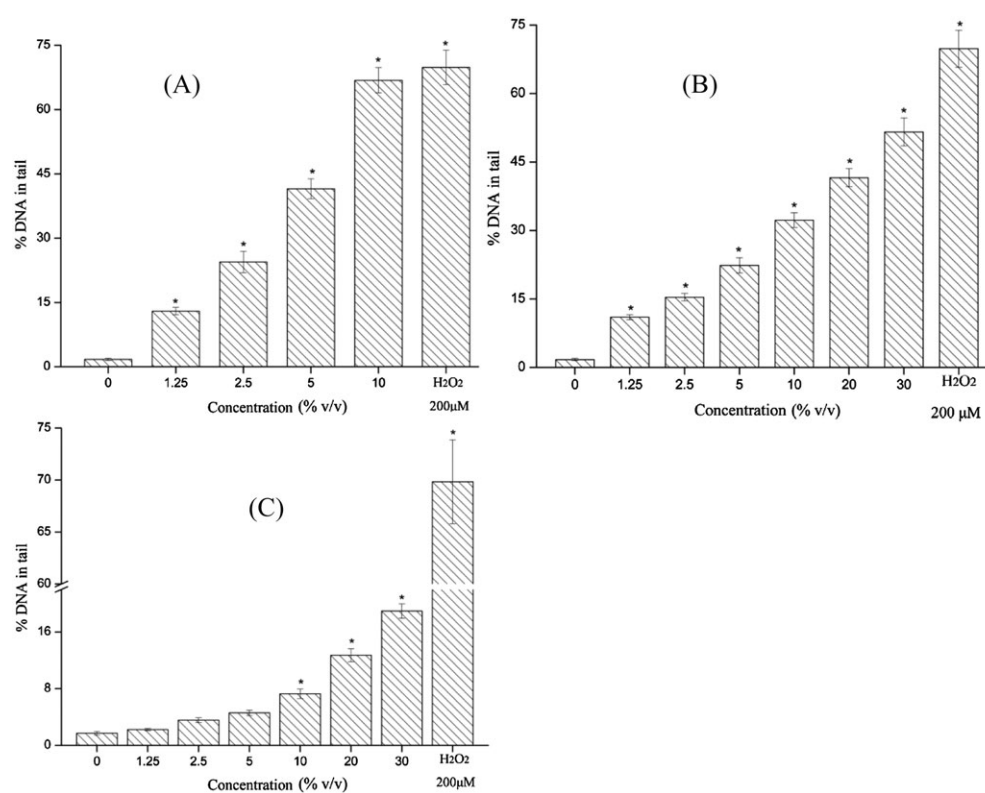 (A)
% DNA in tail
75
60
45
30
15
0
* * * * *
0 1.25 2.5 5 10 H2O2
Concentration (% v/v) 200μM
(B)
% DNA in tail
75
60
45
30
15
0
* * * * * * *
0 1.25 2.5 5 10 20 30 H2O2
Concentration (% v/v) 200 μM
(C)
% DNA in tail
75
70
65
60
16
8
0
* * * *
0 1.25 2.5 5 10 20 30 H2O2
Concentration (% v/v) 200μM